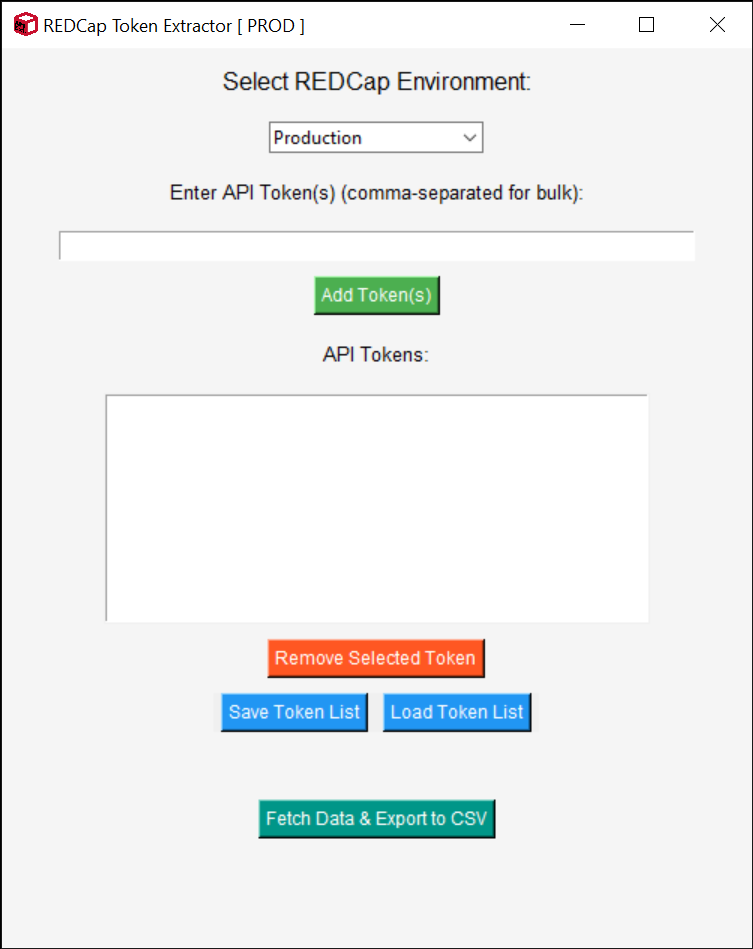 REDCap Token Extractor [ PROD ]
Select REDCap Environment:
Production
Enter API Token(s) (comma-separated for bulk):
Add Token(s)
API Tokens:
Remove Selected Token
Save Token List Load Token List
Fetch Data & Export to CSV